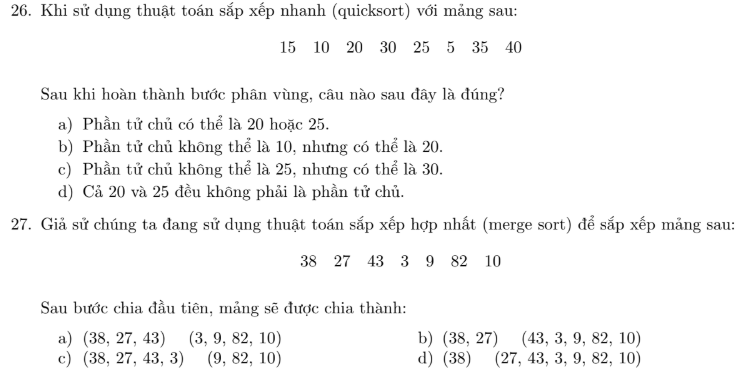 26. Khi sử dụng thuật toán sắp xếp nhanh (quicksort) với mảng sau:
15 10 20 30 25 5 35 40
Sau khi hoàn thành bước phân vùng, câu nào sau đây là đúng?
a) Phần tử chủ có thể là 20 hoặc 25.
b) Phần tử chủ không thể là 10, nhưng có thể là 20.
c) Phần tử chủ không thể là 25, nhưng có thể là 30.
d) Cả 20 và 25 đều không phải là phần tử chủ.
27. Giả sử chúng ta đang sử dụng thuật toán sắp xếp hợp nhất (merge sort) để sắp xếp mảng sau:
38 27 43 3 9 82 10
Sau bước chia đầu tiên, mảng sẽ được chia thành:
a) (38, 27, 43) (3, 9, 82, 10) b) (38, 27) (43, 3, 9, 82, 10)
c) (38, 27, 43, 3) (9, 82, 10) d) (38) (27, 43, 3, 9, 82, 10)